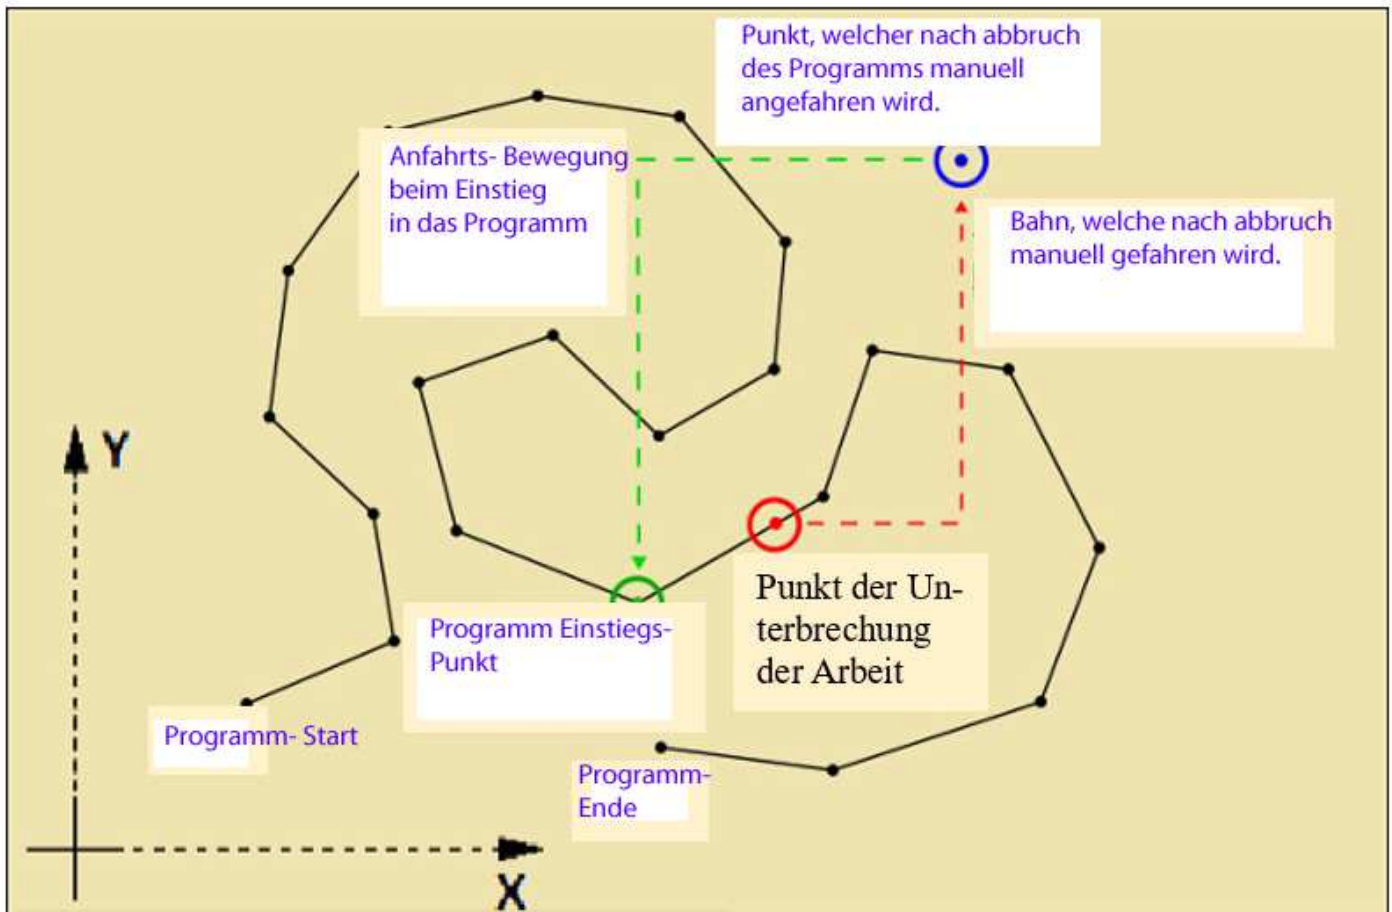 Punkt, welcher nach abbruch
des Programms manuell
angefahren wird.
Anfahrts- Bewegung
beim Einstieg
in das Programm
Bahn, welche nach abbruch
manuell gefahren wird.
Y
Punkt der Un-
terbrechung
der Arbeit
Programm Einstiegs-
Punkt
Programm- Start
Programm-
Ende
X